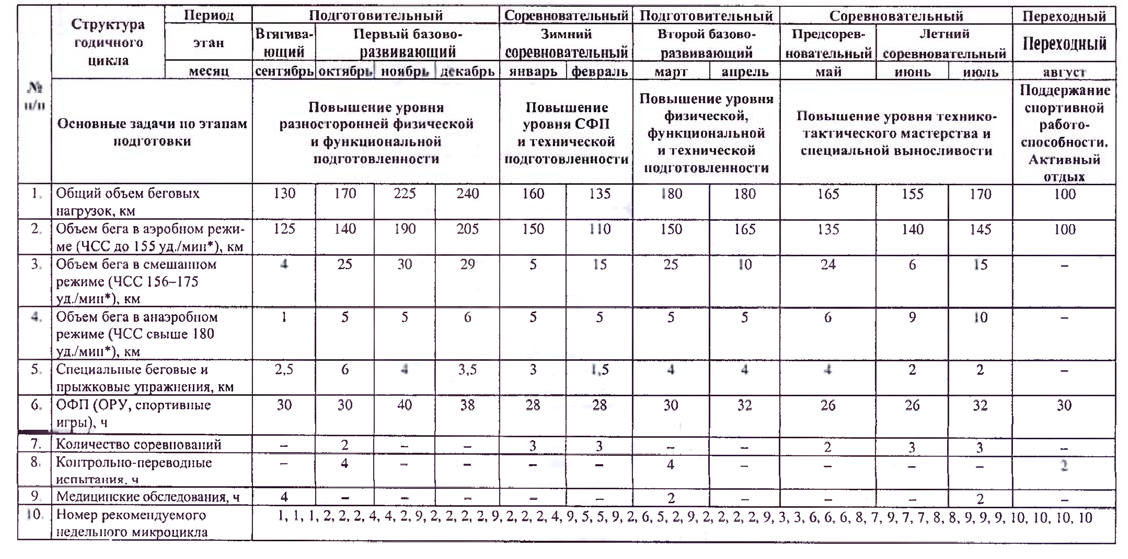 № п/п | Структура годичного цикла | Период | Подготовительный | Соревновательный | Подготовительный | Соревновательный | Переходный
этап | Втягивающий | Первый базово-развивающий | Зимний соревновательный | Второй базово-развивающий | Предсоревновательный | Летний соревновательный | Переходный
месяц | сентябрь | октябрь | ноябрь | декабрь | январь | февраль | март | апрель | май | июнь | июль | август
Основные задачи по этапам подготовки | Повышение уровня разносторонней физической и функциональной подготовленности | Повышение уровня СФП и технической подготовленности | Повышение уровня физической, функциональной и технической подготовленности | Повышение уровня технико-тактического мастерства и специальной выносливости | Поддержание спортивной работо-способности. Активный отдых
1. | Общий объем беговых нагрузок, км | 130 | 170 | 225 | 240 | 160 | 135 | 180 | 180 | 165 | 155 | 170 | 100
2. | Объем бега в аэробном режиме (ЧСС до 155 уд./мин*), км | 125 | 140 | 190 | 205 | 150 | 110 | 150 | 165 | 135 | 140 | 145 | 100
3. | Объем бега в смешанном режиме (ЧСС 156–175 уд./мин*), км | 4 | 25 | 30 | 29 | 5 | 15 | 25 | 10 | 24 | 6 | 15 | –
4. | Объем бега в анаэробном режиме (ЧСС свыше 180 уд./мин*), км | 1 | 5 | 5 | 6 | 5 | 5 | 5 | 5 | 6 | 9 | 10 | –
5. | Специальные беговые и прыжковые упражнения, км | 2,5 | 6 | 4 | 3,5 | 3 | 1,5 | 4 | 4 | 4 | 2 | 2 | –
6. | ОФП (ОРУ, спортивные игры), ч | 30 | 30 | 40 | 38 | 28 | 28 | 30 | 32 | 26 | 26 | 32 | 30
7. | Количество соревнований | – | 2 | – | – | 3 | 3 | – | – | 2 | 3 | 3 | –
8. | Контрольно-переводные испытания, ч | – | 4 | – | – | – | – | 4 | – | – | – | – | 2
9. | Медицинские обследования, ч | 4 | – | – | – | – | – | 2 | – | – | – | 2 | –
10. | Номер рекомендуемого недельного микроцикла | 1, 1, 1, 2, 2, 2, 4, 4, 2, 9, 2, 2, 2, 2, 9, 2, 2, 2, 4, 9, 5, 5, 9, 2, 6, 5, 2, 9, 2, 2, 2, 2, 9, 3, 3, 6, 6, 6, 8, 7, 9, 7, 7, 8, 8, 9, 9, 9, 10, 10, 10, 10